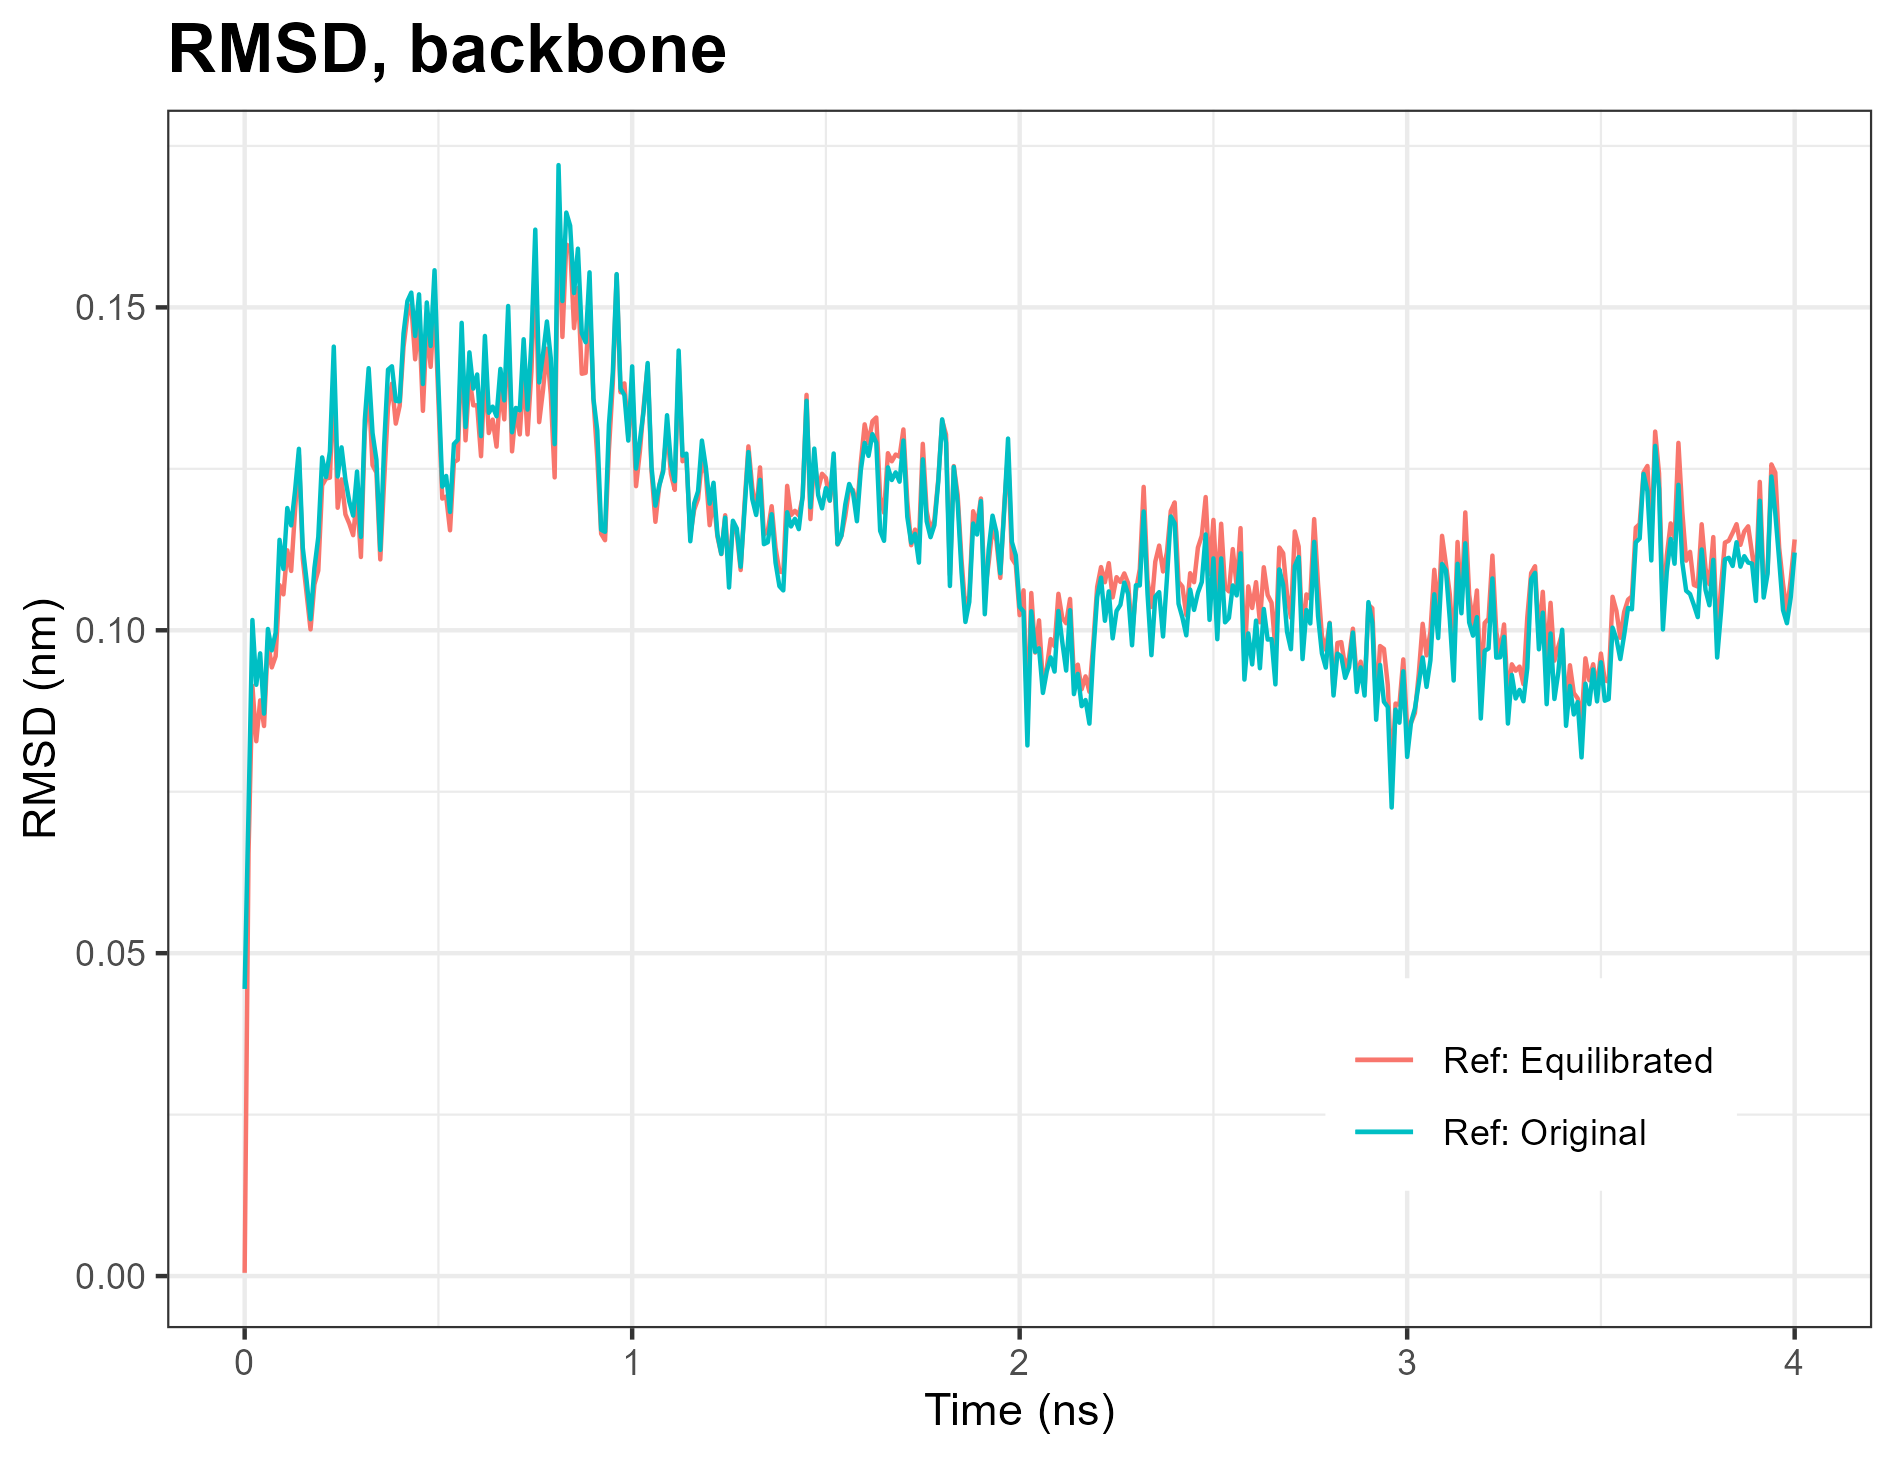 RMSD, backbone
RMSD (nm)
0.15
0.10
0.05
0.00
Ref: Equilibrated
Ref: Original
0 1 2 3 4
Time (ns)